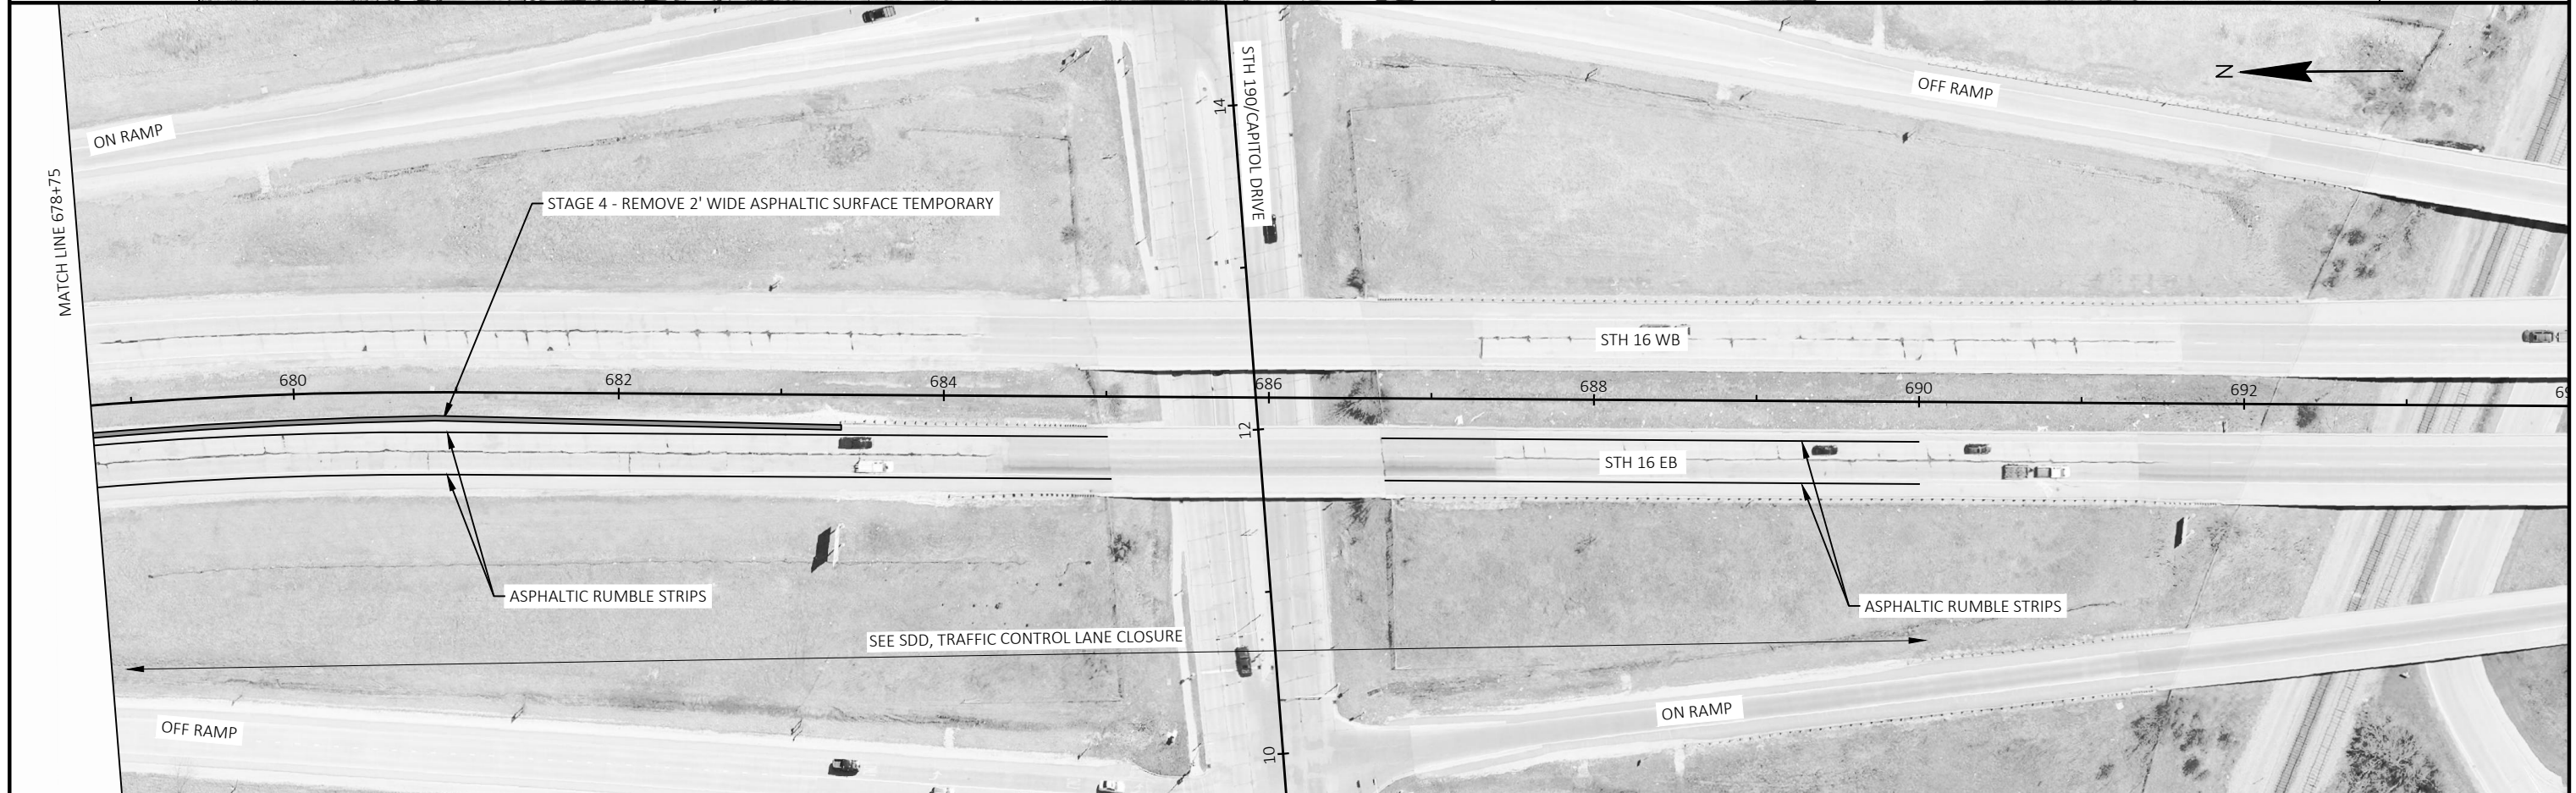 N
OFF RAMP
ON RAMP
14
STH 190/CAPITOL DRIVE
MATCH LINE 678+75
STAGE 4 - REMOVE 2' WIDE ASPHALTIC SURFACE TEMPORARY
STH 16 WB
680
682
684
686
688
690
692
12
STH 16 EB
ASPHALTIC RUMBLE STRIPS
ASPHALTIC RUMBLE STRIPS
SEE SDD, TRAFFIC CONTROL LANE CLOSURE
OFF RAMP
ON RAMP
10